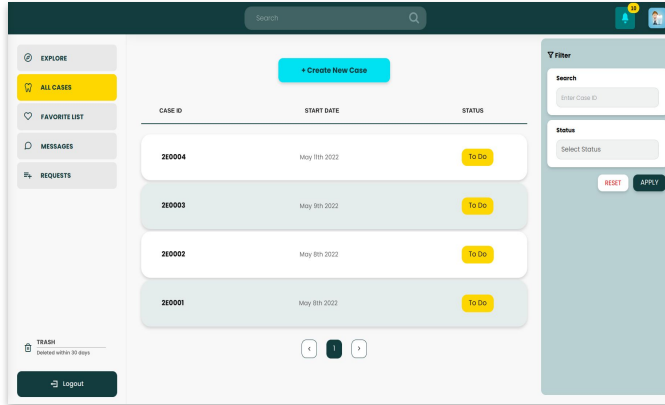 Search
10
EXPLORE
ALL CASES
FAVORITE LIST
MESSAGES
REQUESTS
TRASH
Deleted within 30 days
Logout
+ Create New Case
CASE ID START DATE STATUS
2E0004 May 11th 2022 To Do
2E0003 May 9th 2022 To Do
2E0002 May 8th 2022 To Do
2E0001 May 8th 2022 To Do
< 1 >
Filter
Search
Enter Case ID
Status
Select Status
RESET APPLY